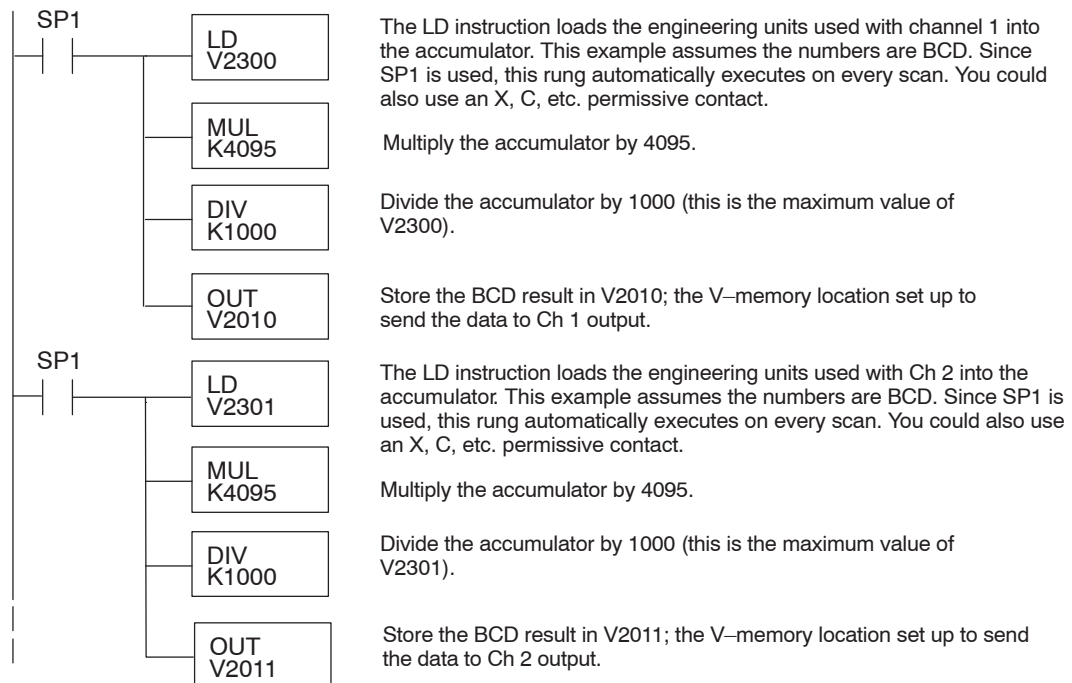 SP1
LD
V2300
The LD instruction loads the engineering units used with channel 1 into
the accumulator. This example assumes the numbers are BCD. Since
SP1 is used, this rung automatically executes on every scan. You could
also use an X, C, etc. permissive contact.
MUL
K4095
Multiply the accumulator by 4095.
DIV
K1000
Divide the accumulator by 1000 (this is the maximum value of
V2300).
OUT
V2010
Store the BCD result in V2010; the V–memory location set up to
send the data to Ch 1 output.
SP1
LD
V2301
The LD instruction loads the engineering units used with Ch 2 into the
accumulator. This example assumes the numbers are BCD. Since SP1 is
used, this rung automatically executes on every scan. You could also use
an X, C, etc. permissive contact.
MUL
K4095
Multiply the accumulator by 4095.
DIV
K1000
Divide the accumulator by 1000 (this is the maximum value of
V2301).
OUT
V2011
Store the BCD result in V2011; the V–memory location set up to send
the data to Ch 2 output.